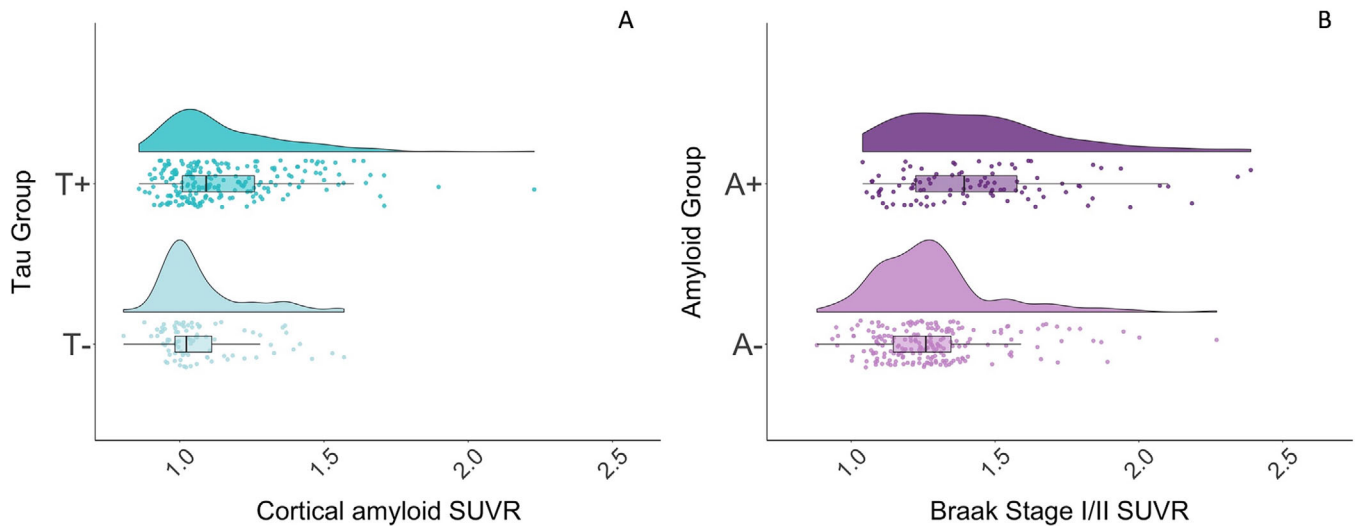 A
Tau Group
T+
T-
1.0
1.5
2.0
2.5
Cortical amyloid SUVR
B
Amyloid Group
A+
A-
1.0
1.5
2.0
2.5
Braak Stage I/II SUVR